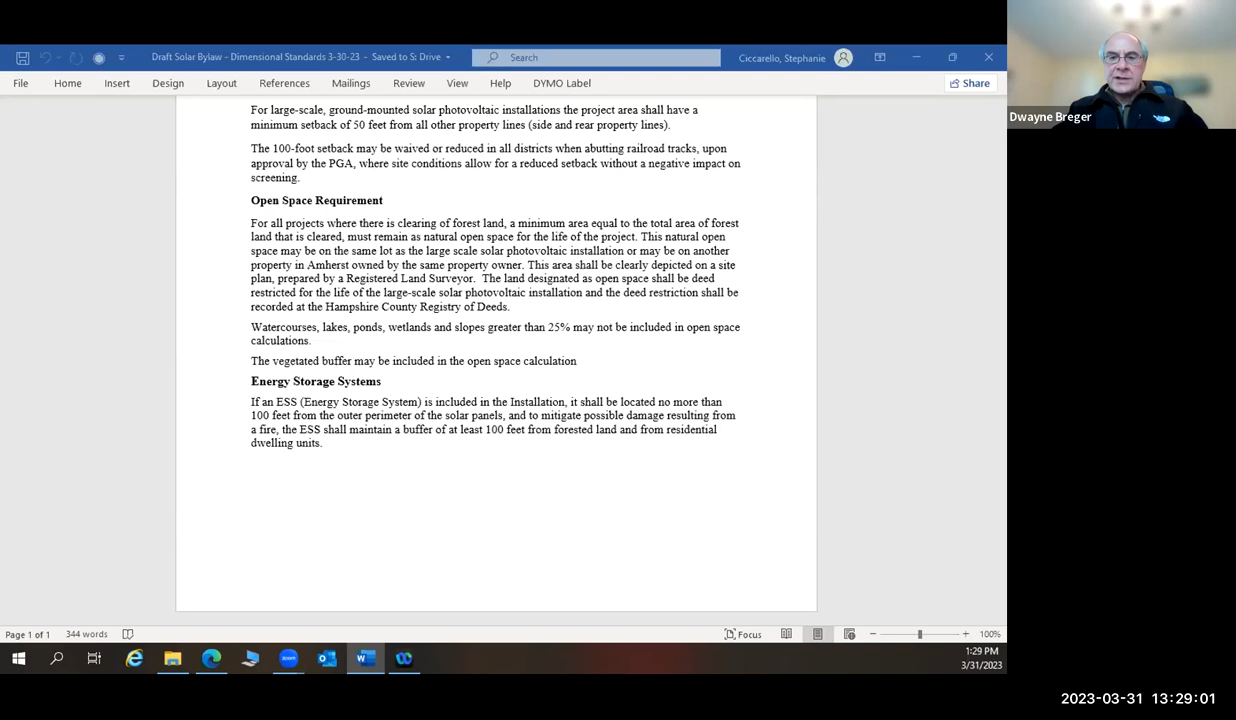 Draft Solar Bylaw - Dimensional Standards 3-30-23 - Saved to S: Drive
Search
Ciccarello, Stephanie
File Home Insert Design Layout References Mailings Review View Help DYMO Label
Share
Dwayne Breger
For large-scale, ground-mounted solar photovoltaic installations the project area shall have a
minimum setback of 50 feet from all other property lines (side and rear property lines).
The 100-foot setback may be waived or reduced in all districts when abutting railroad tracks, upon
approval by the PGA, where site conditions allow for a reduced setback without a negative impact on
screening.
Open Space Requirement
For all projects where there is clearing of forest land, a minimum area equal to the total area of forest
land that is cleared, must remain as natural open space for the life of the project. This natural open
space may be on the same lot as the large scale solar photovoltaic installation or may be on another
property in Amherst owned by the same property owner. This area shall be clearly depicted on a site
plan, prepared by a Registered Land Surveyor. The land designated as open space shall be deed
restricted for the life of the large-scale solar photovoltaic installation and the deed restriction shall be
recorded at the Hampshire County Registry of Deeds.
Watercourses, lakes, ponds, wetlands and slopes greater than 25% may not be included in open space
calculations.
The vegetated buffer may be included in the open space calculation
Energy Storage Systems
If an ESS (Energy Storage System) is included in the Installation, it shall be located no more than
100 feet from the outer perimeter of the solar panels, and to mitigate possible damage resulting from
a fire, the ESS shall maintain a buffer of at least 100 feet from forested land and from residential
dwelling units.
Page 1 of 1 344 words
Focus
100%
zoom
1:29 PM
3/31/2023
2023-03-31 13:29:01